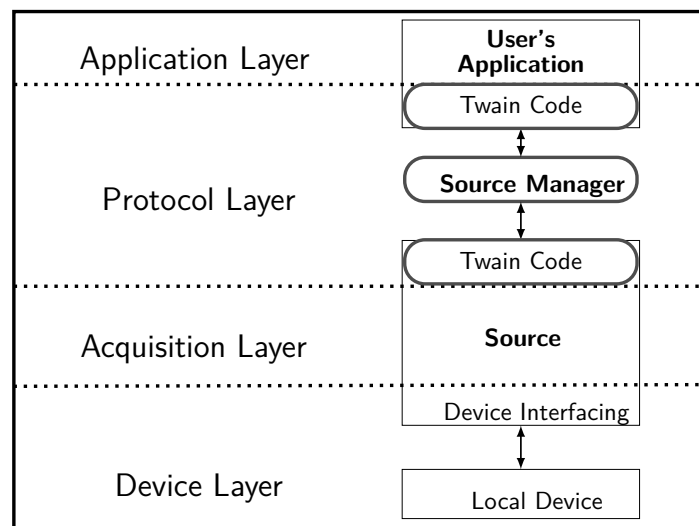 Application Layer
User's
Application
Twain Code
Protocol Layer
Source Manager
Twain Code
Acquisition Layer
Source
Device Interfacing
Device Layer
Local Device